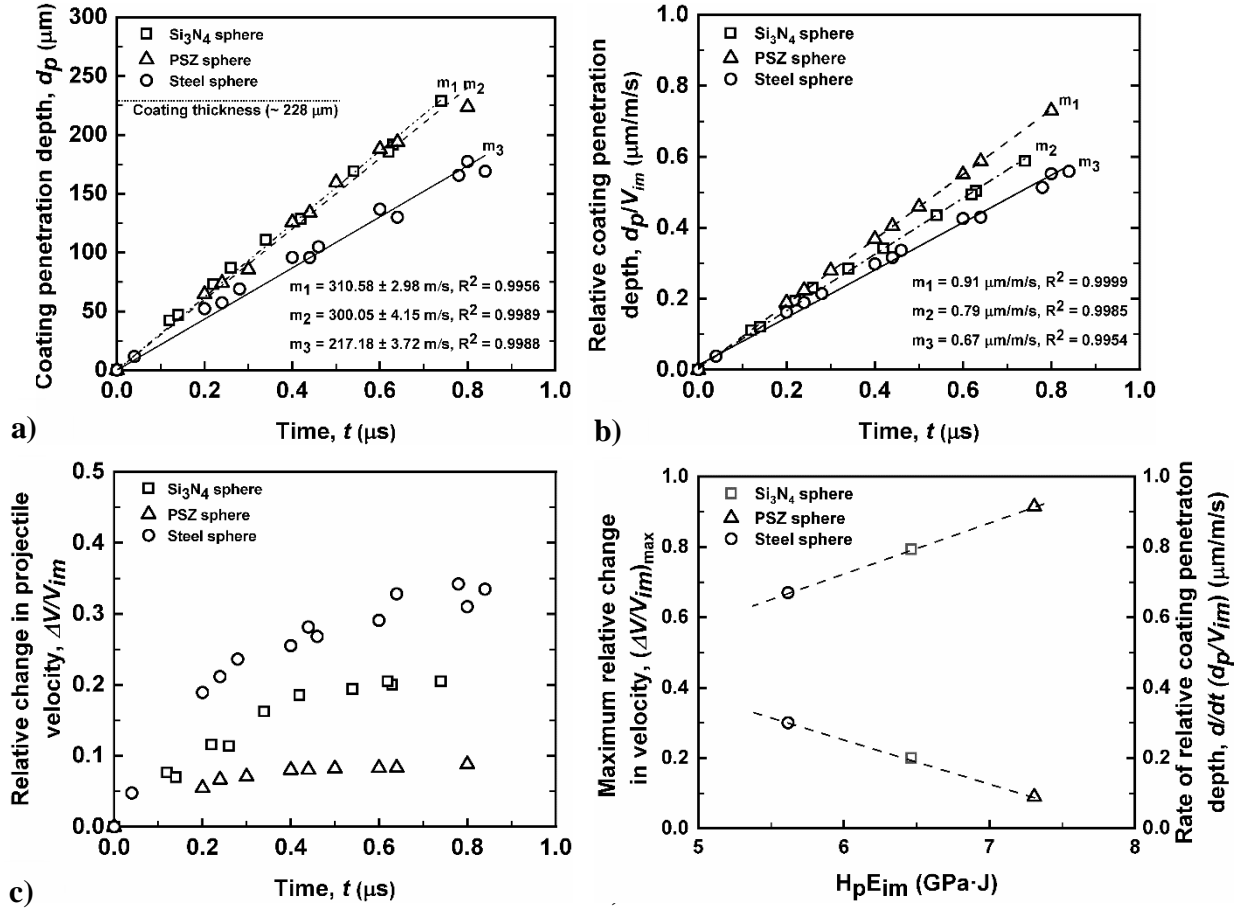 Coating penetration depth, dp (μm)
300
250
200
150
100
50
0
Si3N4 sphere
PSZ sphere
Steel sphere
Coating thickness (~ 228 μm)
m1 m2
m3
m1 = 310.58 ± 2.98 m/s, R2 = 0.9956
m2 = 300.05 ± 4.15 m/s, R2 = 0.9989
m3 = 217.18 ± 3.72 m/s, R2 = 0.9988
0.0 0.2 0.4 0.6 0.8 1.0
Time, t (μs)
a)
Relative coating penetration
depth, dp/Vim (μm/m/s)
1.0
0.8
0.6
0.4
0.2
0.0
Si3N4 sphere
PSZ sphere
Steel sphere
m1
m2
m3
m1 = 0.91 μm/m/s, R2 = 0.9999
m2 = 0.79 μm/m/s, R2 = 0.9985
m3 = 0.67 μm/m/s, R2 = 0.9954
0.0 0.2 0.4 0.6 0.8 1.0
Time, t (μs)
b)
Relative change in projectile
velocity, ΔV/Vim
0.5
0.4
0.3
0.2
0.1
0.0
Si3N4 sphere
PSZ sphere
Steel sphere
0.0 0.2 0.4 0.6 0.8 1.0
Time, t (μs)
c)
Maximum relative change
in velocity, (ΔV/Vim)max
1.0
0.8
0.6
0.4
0.2
0.0
Si3N4 sphere
PSZ sphere
Steel sphere
5 6 7 8
HpEim (GPa·J)
1.0
0.8
0.6
0.4
0.2
0.0
Rate of relative coating penetraton
depth, d/dt (dp/Vim) (μm/m/s)